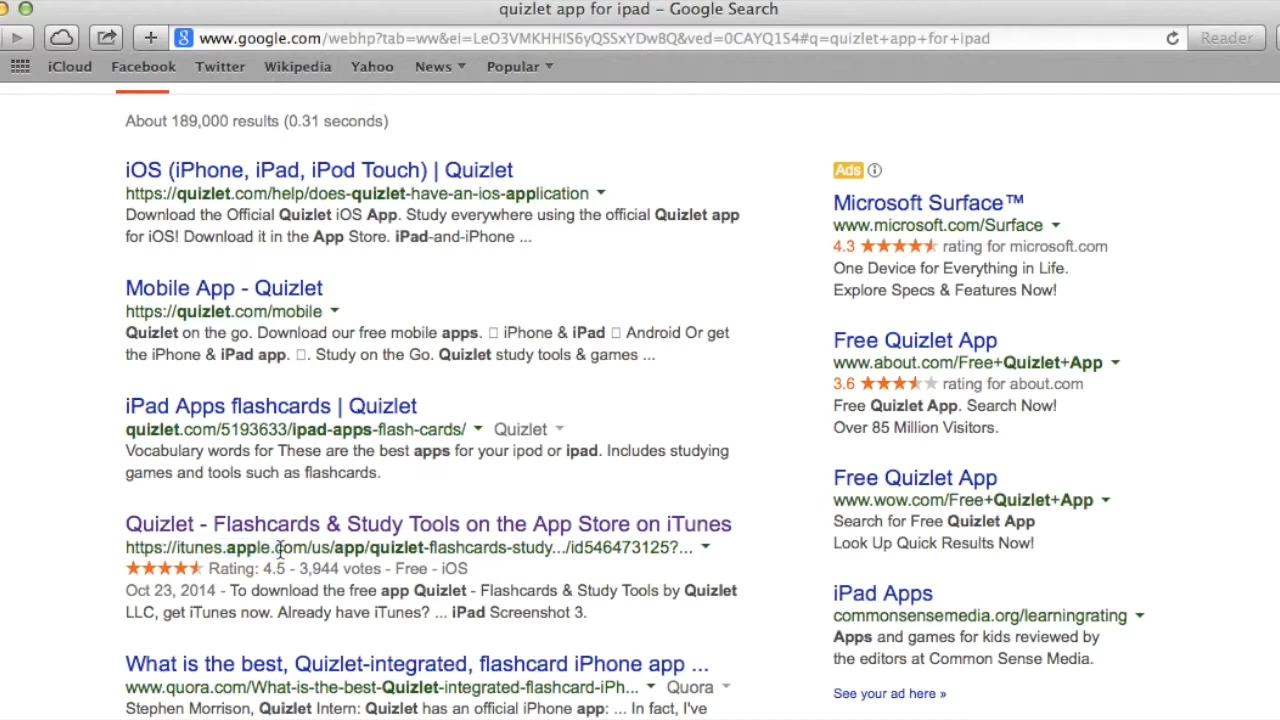 quizlet app for ipad – Google Search
www.google.com/webhp?tab=ww&ei=LeO3VMKHHIS6yQSSxYDwBQ&ved=0CAYQ1S4#q=quizlet+app+for+ipad
Reader
iCloud Facebook Twitter Wikipedia Yahoo News Popular
About 189,000 results (0.31 seconds)
iOS (iPhone, iPad, iPod Touch) | Quizlet
https://quizlet.com/help/does-quizlet-have-an-ios-application
Download the Official Quizlet iOS App. Study everywhere using the official Quizlet app
for iOS! Download it in the App Store. iPad-and-iPhone ...
Mobile App - Quizlet
https://quizlet.com/mobile
Quizlet on the go. Download our free mobile apps. iPhone & iPad Android Or get
the iPhone & iPad app. . Study on the Go. Quizlet study tools & games ...
iPad Apps flashcards | Quizlet
quizlet.com/5193633/ipad-apps-flash-cards/ Quizlet
Vocabulary words for These are the best apps for your ipod or ipad. Includes studying
games and tools such as flashcards.
Quizlet - Flashcards & Study Tools on the App Store on iTunes
https://itunes.apple.com/us/app/quizlet-flashcards-study.../id546473125?...
Rating: 4.5 - 3,944 votes - Free - iOS
Oct 23, 2014 - To download the free app Quizlet - Flashcards & Study Tools by Quizlet
LLC, get iTunes now. Already have iTunes? ... iPad Screenshot 3.
What is the best, Quizlet-integrated, flashcard iPhone app ...
www.quora.com/What-is-the-best-Quizlet-integrated-flashcard-iPh... Quora
Stephen Morrison, Quizlet Intern: Quizlet has an official iPhone app: ... In fact, I've
Ads
Microsoft Surface™
www.microsoft.com/Surface
4.3 rating for microsoft.com
One Device for Everything in Life.
Explore Specs & Features Now!
Free Quizlet App
www.about.com/Free+Quizlet+App
3.6 rating for about.com
Free Quizlet App. Search Now!
Over 85 Million Visitors.
Free Quizlet App
www.wow.com/Free+Quizlet+App
Search for Free Quizlet App
Look Up Quick Results Now!
iPad Apps
commonsensemedia.org/learningrating
Apps and games for kids reviewed by
the editors at Common Sense Media.
See your ad here »